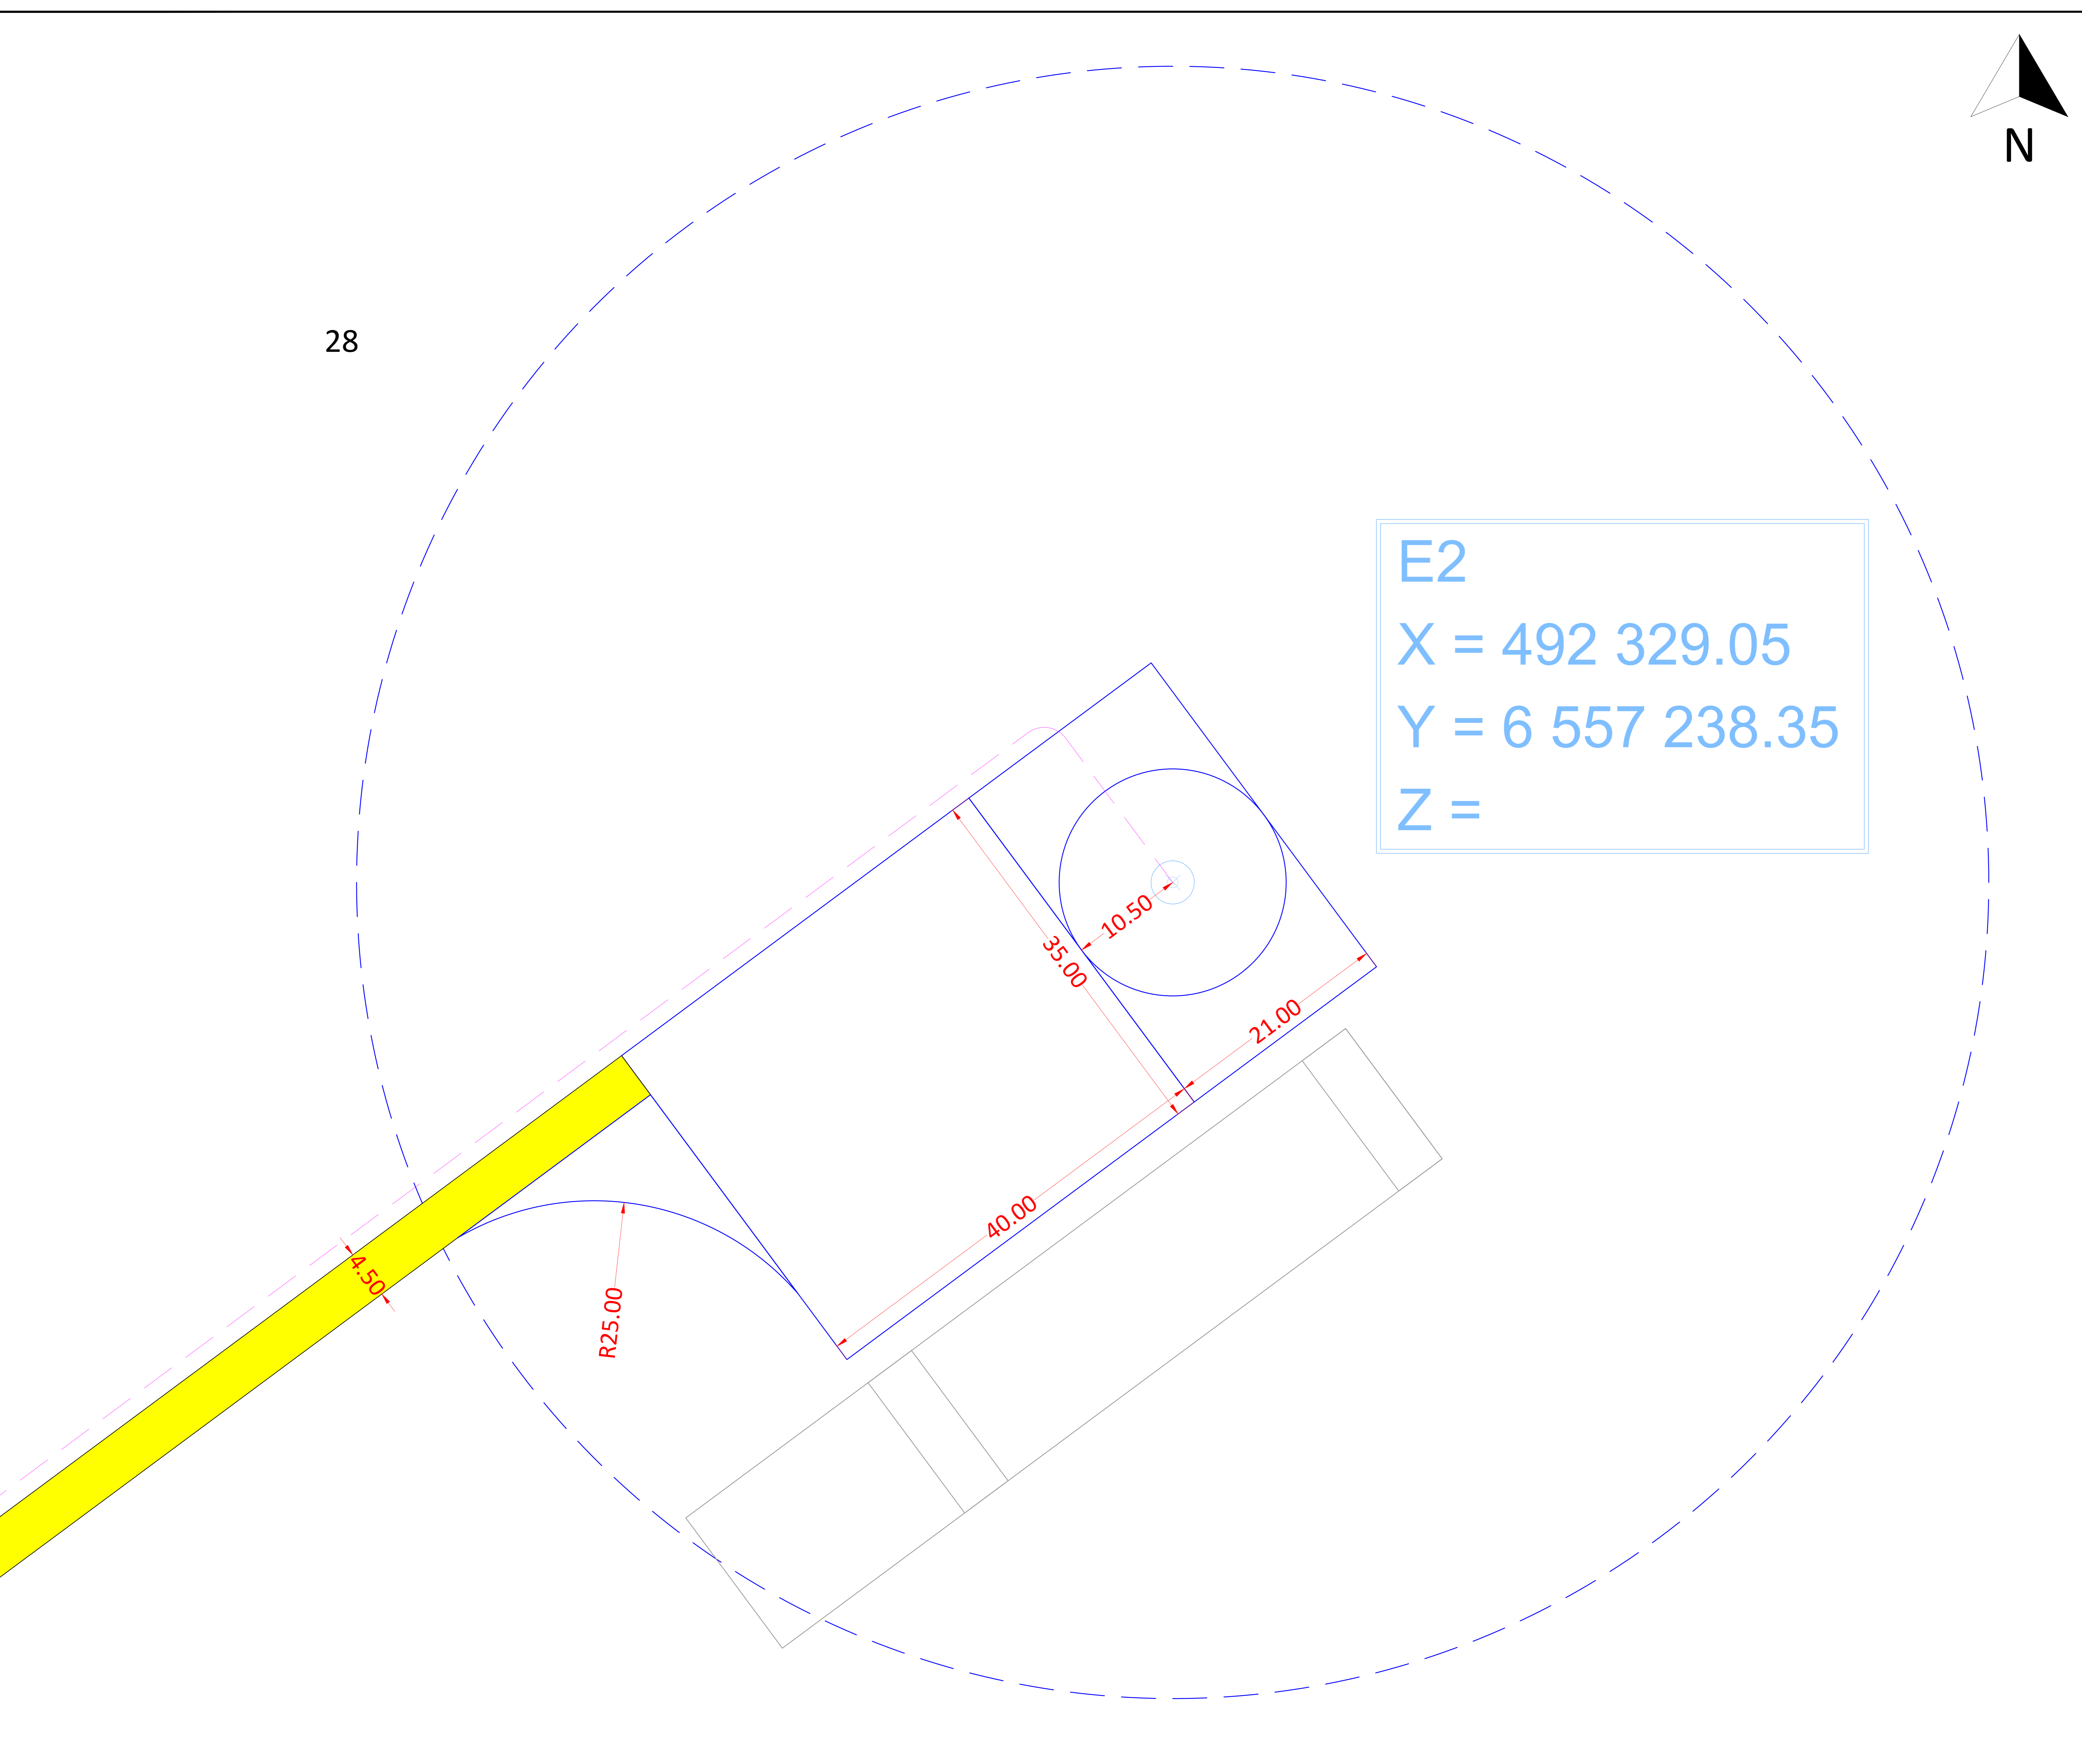 N
28
E2
X = 492 329.05
Y = 6 557 238.35
Z =
10.50
35.00
21.00
40.00
4.50
R25.00